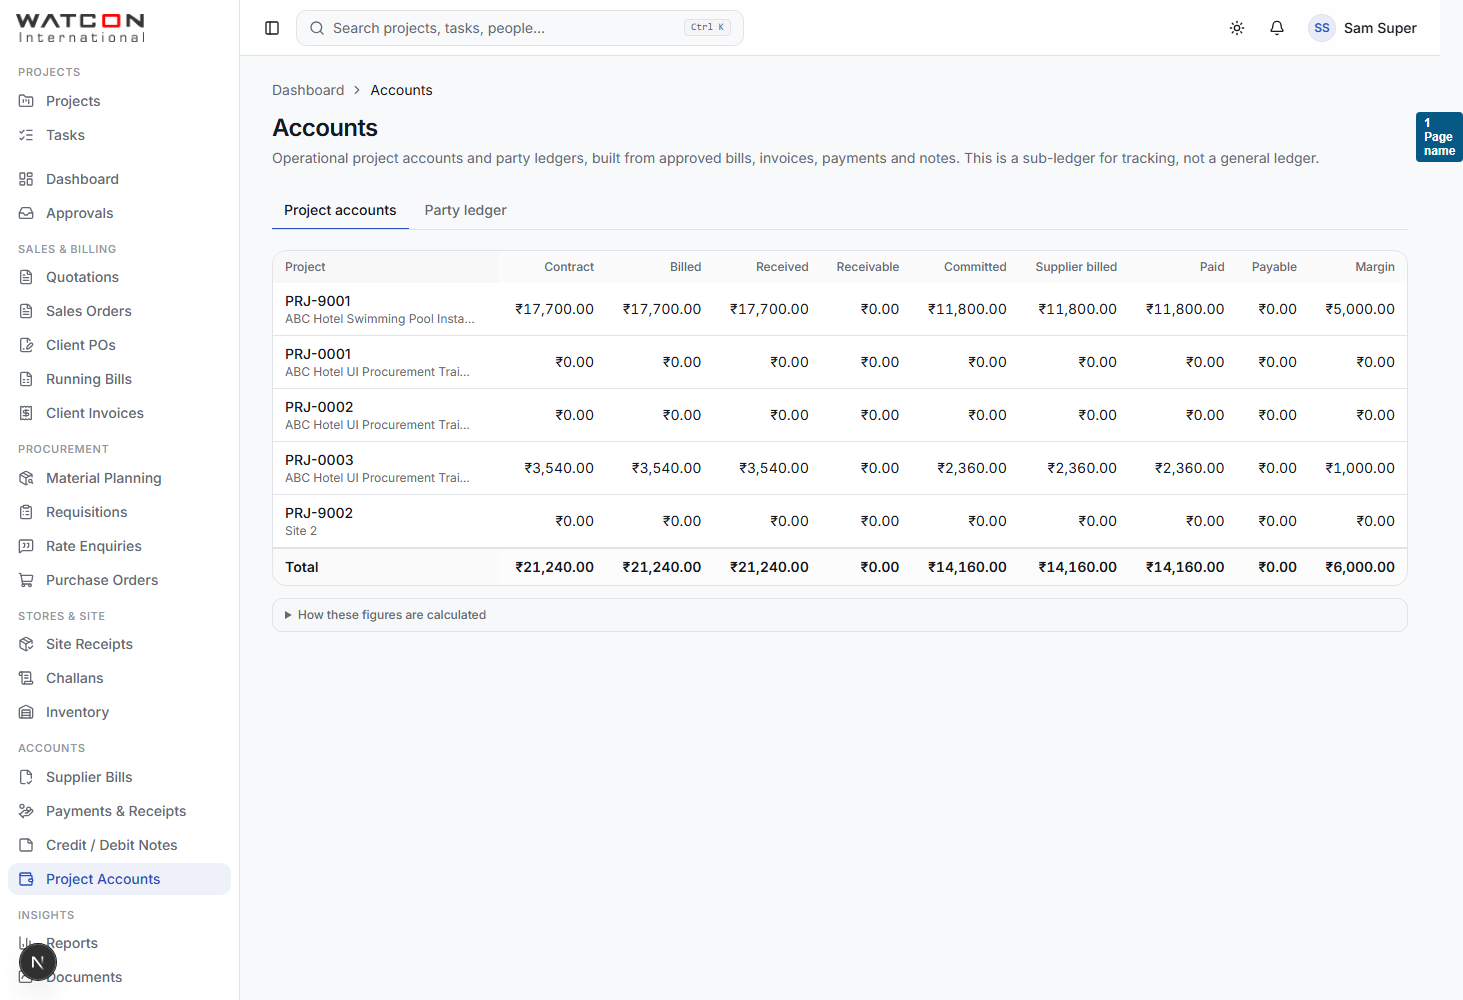 WATCON
International
Search projects, tasks, people...
Ctrl K
SS
Sam Super
PROJECTS
Projects
Tasks
Dashboard
Approvals
SALES & BILLING
Quotations
Sales Orders
Client POs
Running Bills
Client Invoices
PROCUREMENT
Material Planning
Requisitions
Rate Enquiries
Purchase Orders
STORES & SITE
Site Receipts
Challans
Inventory
ACCOUNTS
Supplier Bills
Payments & Receipts
Credit / Debit Notes
Project Accounts
INSIGHTS
Reports
Documents
N
Dashboard > Accounts
Accounts
Operational project accounts and party ledgers, built from approved bills, invoices, payments and notes. This is a sub-ledger for tracking, not a general ledger.
1
Page
name
Project accounts Party ledger
Project Contract Billed Received Receivable Committed Supplier billed Paid Payable Margin
PRJ-9001 ₹17,700.00 ₹17,700.00 ₹17,700.00 ₹0.00 ₹11,800.00 ₹11,800.00 ₹11,800.00 ₹0.00 ₹5,000.00
ABC Hotel Swimming Pool Insta...
PRJ-0001 ₹0.00 ₹0.00 ₹0.00 ₹0.00 ₹0.00 ₹0.00 ₹0.00 ₹0.00 ₹0.00
ABC Hotel UI Procurement Trai...
PRJ-0002 ₹0.00 ₹0.00 ₹0.00 ₹0.00 ₹0.00 ₹0.00 ₹0.00 ₹0.00 ₹0.00
ABC Hotel UI Procurement Trai...
PRJ-0003 ₹3,540.00 ₹3,540.00 ₹3,540.00 ₹0.00 ₹2,360.00 ₹2,360.00 ₹2,360.00 ₹0.00 ₹1,000.00
ABC Hotel UI Procurement Trai...
PRJ-9002 ₹0.00 ₹0.00 ₹0.00 ₹0.00 ₹0.00 ₹0.00 ₹0.00 ₹0.00 ₹0.00
Site 2
Total ₹21,240.00 ₹21,240.00 ₹21,240.00 ₹0.00 ₹14,160.00 ₹14,160.00 ₹14,160.00 ₹0.00 ₹6,000.00
How these figures are calculated